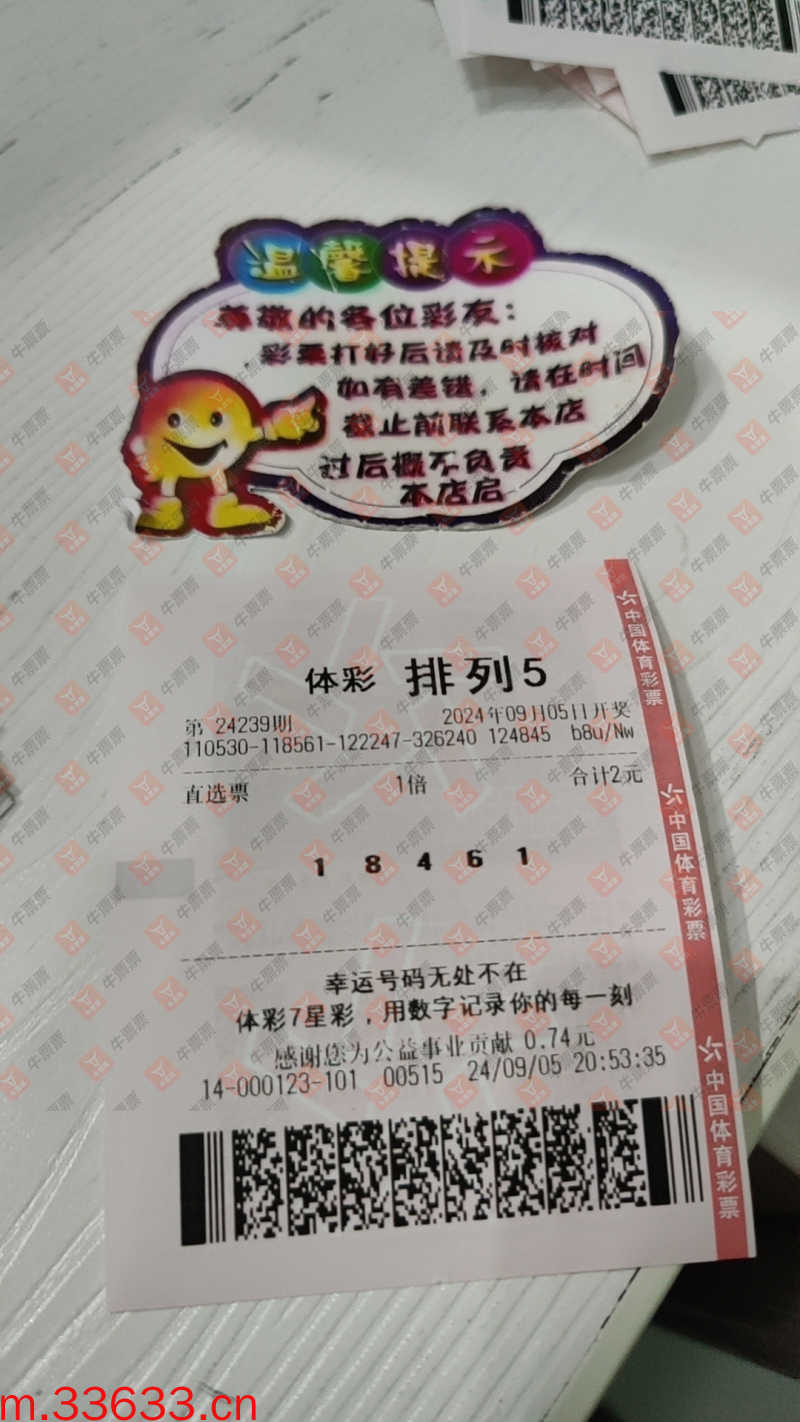 温馨提示
尊敬的各位彩友：
彩票打好后请及时核对
如有差错，请在时间
截止前联系本店
过后概不负责
本店启
体彩 排列5
第 24239期 2024年09月05日开奖
110530-118561-122247-326240 124845 b8u/Nw
直选票 1倍 合计2元
1 8 4 6 1
幸运号码无处不在
体彩7星彩，用数字记录你的每一刻
感谢您为公益事业贡献 0.74元
14-000123-101 00515 24/09/05 20:53:35
中国体育彩票
中国体育彩票
中国体育彩票
牛票票
m.33633.cn